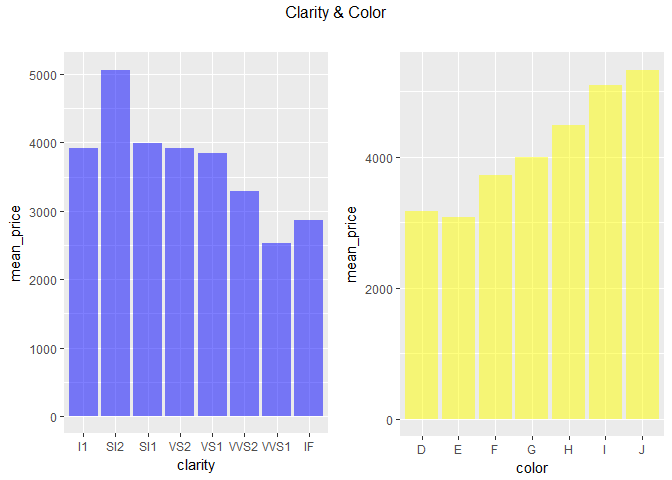 Clarity & Color
mean_price
5000
4000
3000
2000
1000
0
I1 SI2 SI1 VS2 VS1 VVS2 VVS1 IF
clarity
mean_price
4000
2000
0
D E F G H I J
color